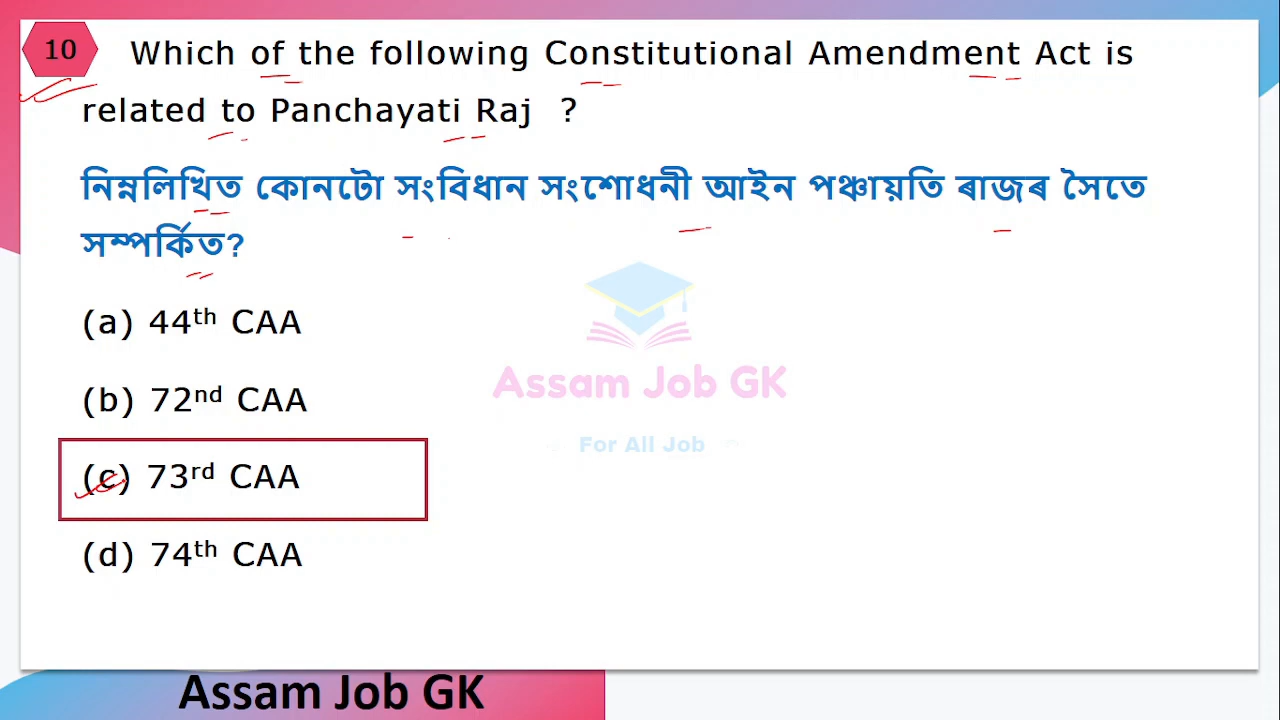 10 Which of the following Constitutional Amendment Act is
related to Panchayati Raj ?
নিম্নলিখিত কোনটো সংবিধান সংশোধনী আইন পঞ্চায়তি ৰাজৰ সৈতে
সম্পৰ্কিত?
(a) 44th CAA
(b) 72nd CAA
(c) 73rd CAA
(d) 74th CAA
Assam Job GK
For All Job
Assam Job GK